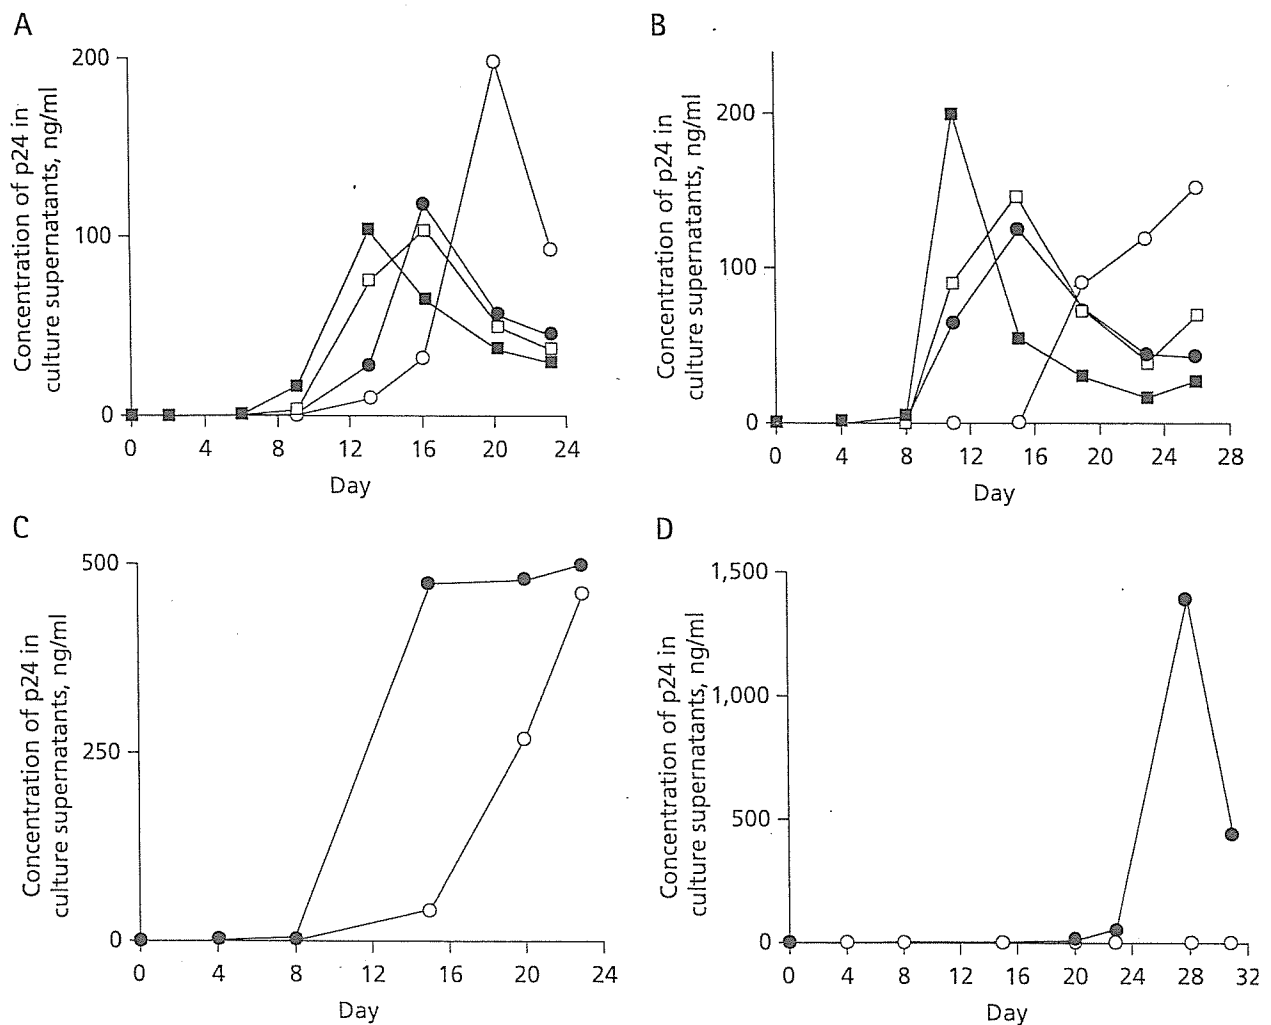 A
Concentration of p24 in
culture supernatants, ng/ml
200
100
0
0 4 8 12 16 20 24
Day
B
Concentration of p24 in
culture supernatants, ng/ml
200
100
0
0 4 8 12 16 20 24 28
Day
C
Concentration of p24 in
culture supernatants, ng/ml
500
250
0
0 4 8 12 16 20 24
Day
D
Concentration of p24 in
culture supernatants, ng/ml
1,500
1,000
500
0
0 4 8 12 16 20 24 28 32
Day